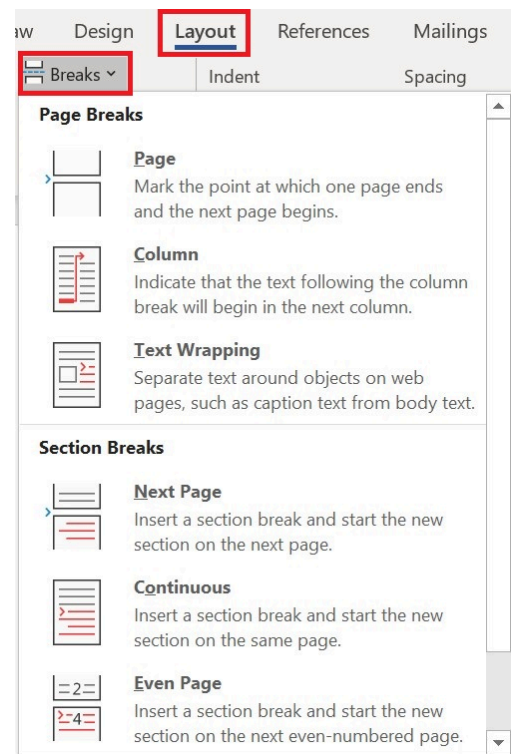 aw Design Layout References Mailings
Breaks Indent Spacing
Page Breaks
Page
Mark the point at which one page ends
and the next page begins.
Column
Indicate that the text following the column
break will begin in the next column.
Text Wrapping
Separate text around objects on web
pages, such as caption text from body text.
Section Breaks
Next Page
Insert a section break and start the new
section on the next page.
Continuous
Insert a section break and start the new
section on the same page.
=2=
=4=
Even Page
Insert a section break and start the new
section on the next even-numbered page.